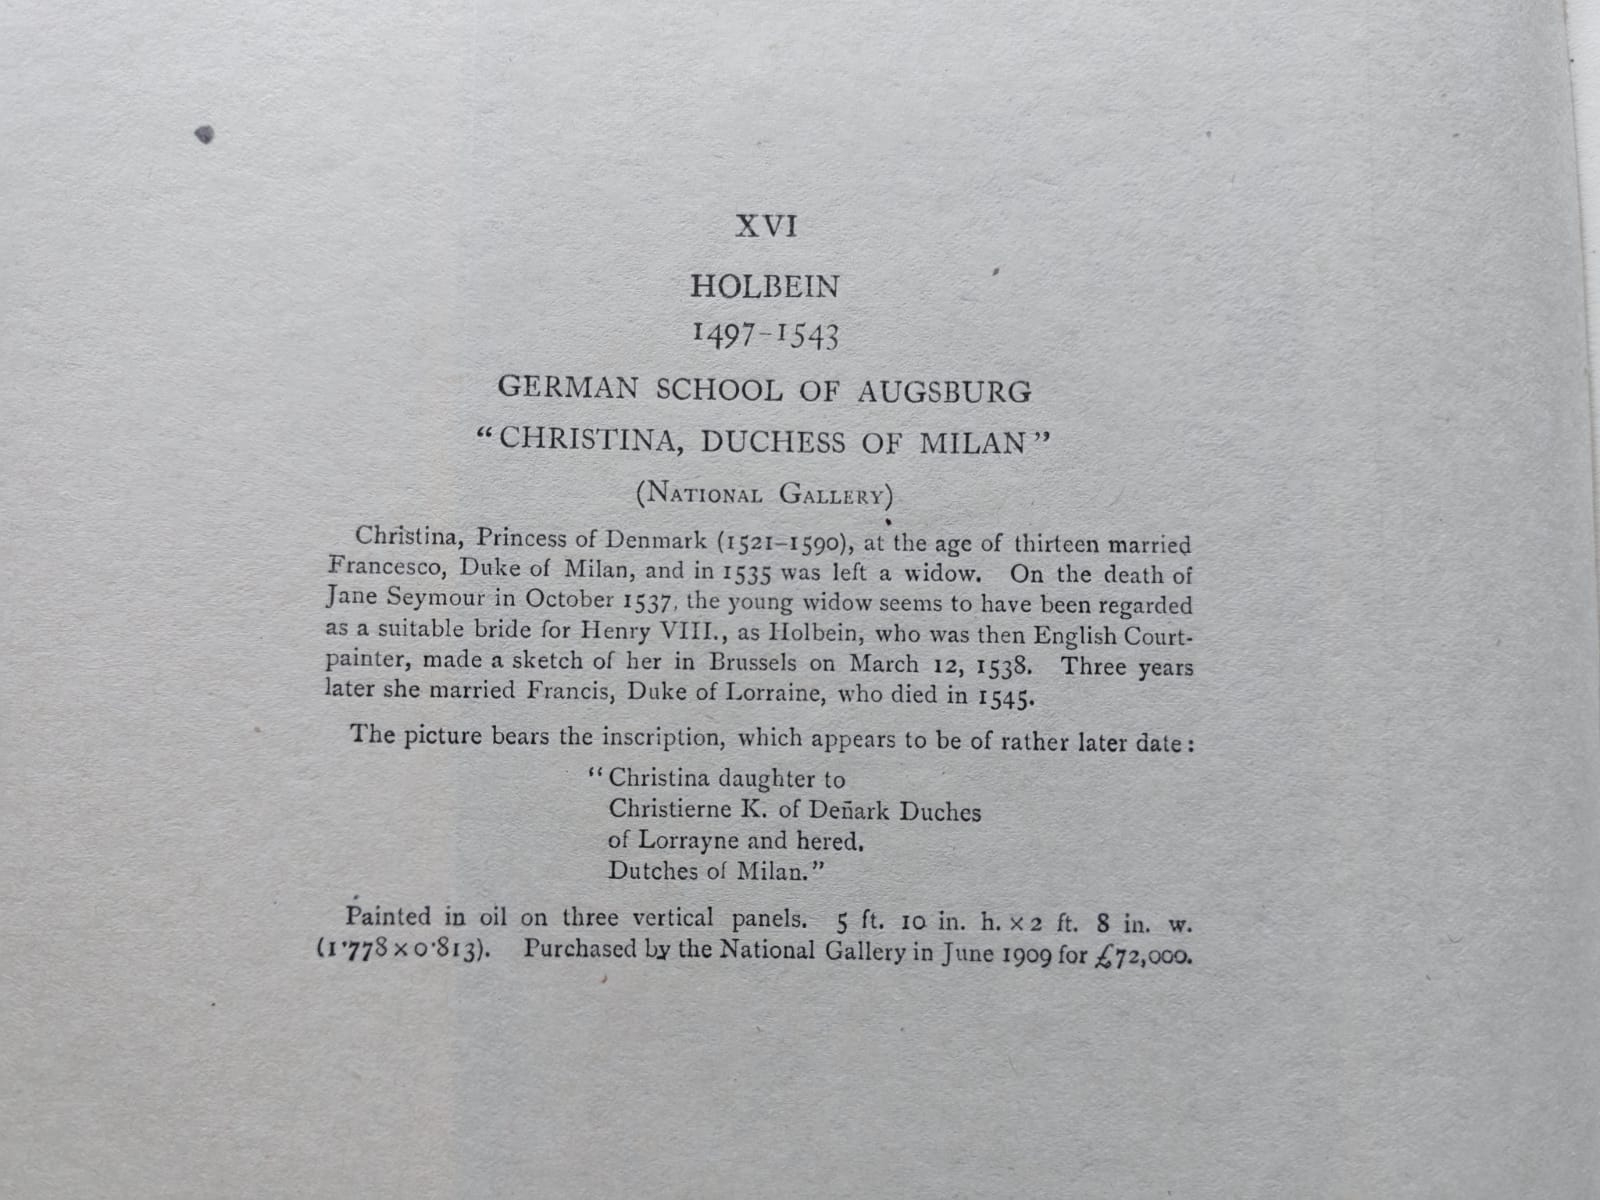 XVI
HOLBEIN
1497–1543
GERMAN SCHOOL OF AUGSBURG
“CHRISTINA, DUCHESS OF MILAN”
(National Gallery)
Christina, Princess of Denmark (1521–1590), at the age of thirteen married
Francesco, Duke of Milan, and in 1535 was left a widow. On the death of
Jane Seymour in October 1537, the young widow seems to have been regarded
as a suitable bride for Henry VIII., as Holbein, who was then English Court-
painter, made a sketch of her in Brussels on March 12, 1538. Three years
later she married Francis, Duke of Lorraine, who died in 1545.
The picture bears the inscription, which appears to be of rather later date:
“Christina daughter to
Christierne K. of Deñark Duches
of Lorrayne and hered.
Dutches of Milan.”
Painted in oil on three vertical panels. 5 ft. 10 in. h. × 2 ft. 8 in. w.
(1·778 × 0·813). Purchased by the National Gallery in June 1909 for £72,000.